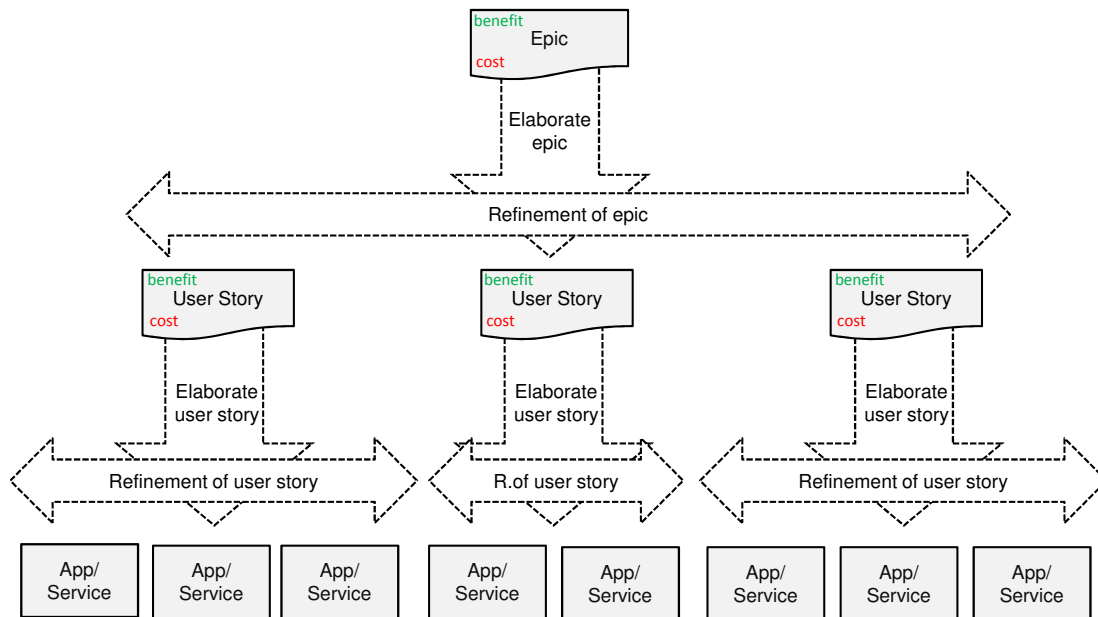 benefit
Epic
cost
Elaborate
epic
Refinement of epic
benefit
User Story
cost
benefit
User Story
cost
benefit
User Story
cost
Elaborate
user story
Elaborate
user story
Elaborate
user story
Refinement of user story
R.of user story
Refinement of user story
App/
Service
App/
Service
App/
Service
App/
Service
App/
Service
App/
Service
App/
Service
App/
Service